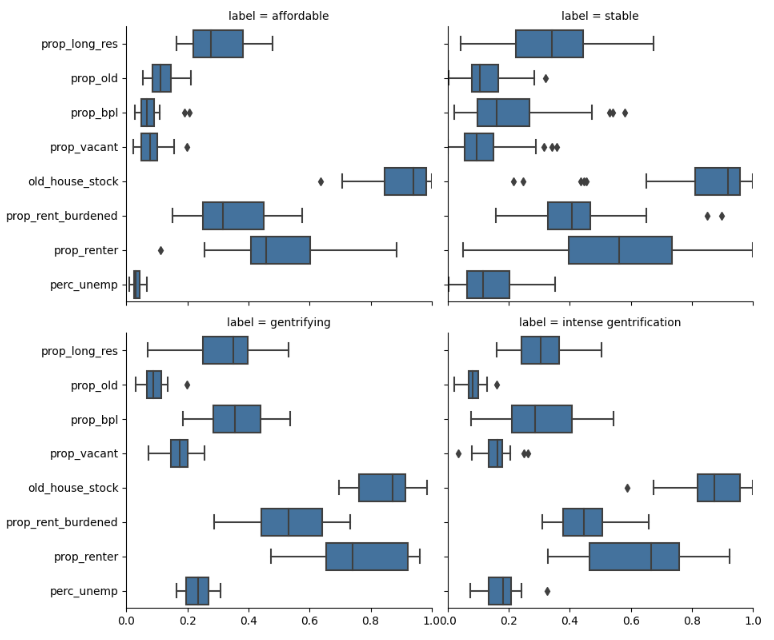 label = affordable
label = stable
prop_long_res
prop_old
prop_bpl
prop_vacant
old_house_stock
prop_rent_burdened
prop_renter
perc_unemp
label = gentrifying
label = intense gentrification
prop_long_res
prop_old
prop_bpl
prop_vacant
old_house_stock
prop_rent_burdened
prop_renter
perc_unemp
0.0 0.2 0.4 0.6 0.8 1.0 0.0 0.2 0.4 0.6 0.8 1.0